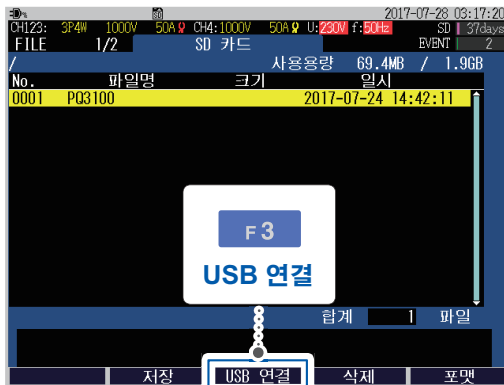 2017-07-28 03:17:20
CH123: 3P4W 1000V 50A CH4:1000V 50A U:230V f:50Hz SD 37days
FILE 1/2 SD 카드 EVENT 2
/ 사용용량 69.4MB / 1.9GB
No. 파일명 크기 일시
0001 PQ3100 2017-07-24 14:42:11
F3
USB 연결
합계 1 파일
저장 USB 연결 삭제 포맷